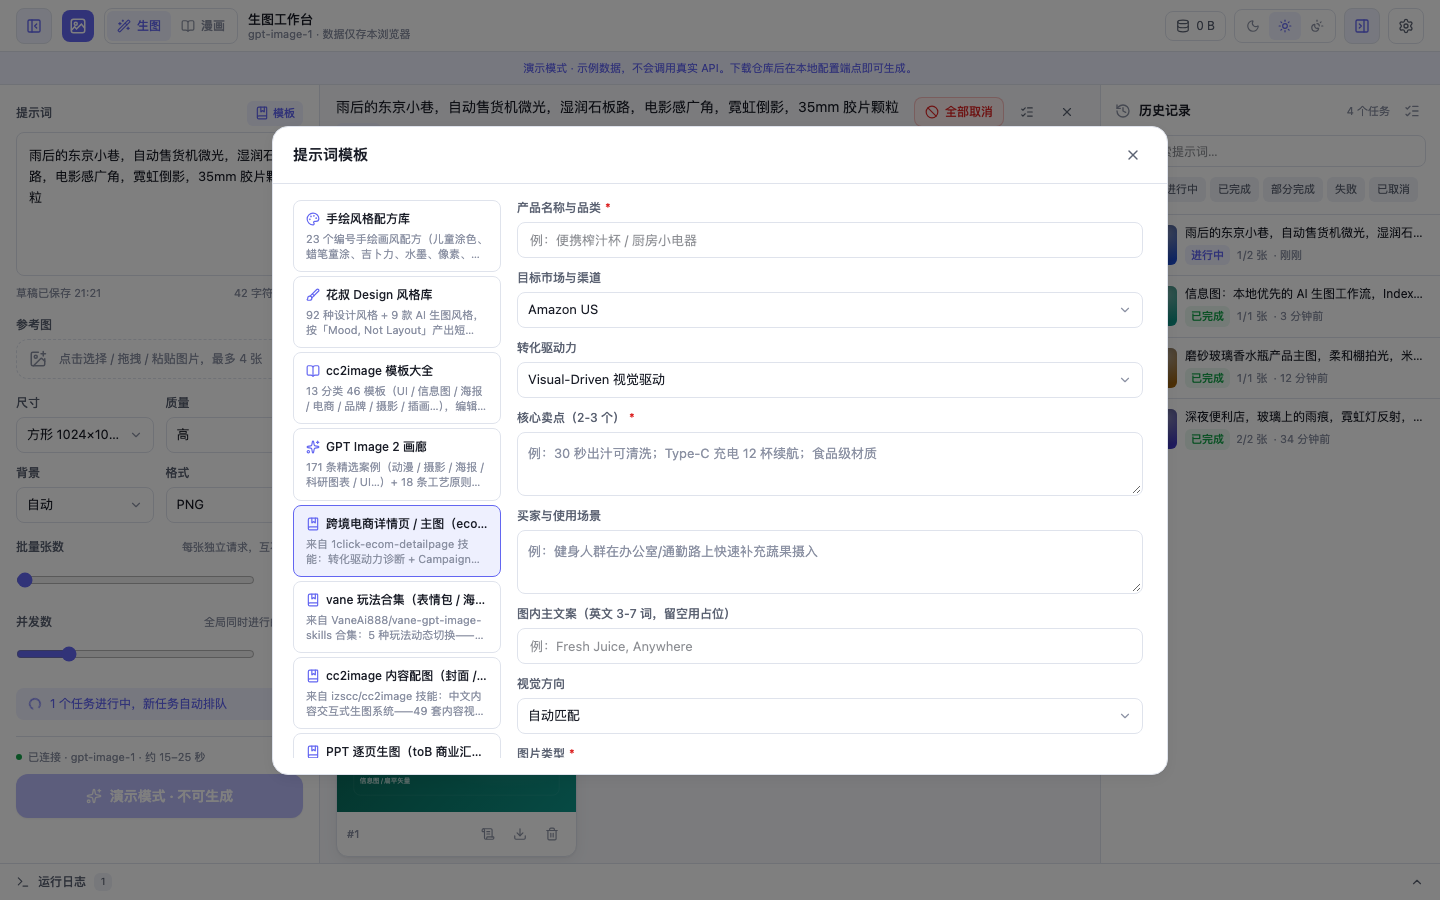 生图
漫画
生图工作台
gpt-image-1 · 数据仅存本浏览器
0 B
演示模式 · 示例数据，不会调用真实 API。下载仓库后在本地配置端点即可生成。
提示词
模板
雨后的东京小巷，自动售货机微光，湿润石
路，电影感广角，霓虹倒影，35mm 胶片
粒
草稿已保存 21:21
42 字符
参考图
点击选择 / 拖拽 / 粘贴图片，最多 4 张
尺寸
质量
方形 1024×10...
高
背景
格式
自动
PNG
批量张数
每张独立请求，互
并发数
全局同时进行
1 个任务进行中，新任务自动排队
已连接 · gpt-image-1 · 约 15–25 秒
演示模式 · 不可生成
雨后的东京小巷，自动售货机微光，湿润石板路，电影感广角，霓虹倒影，35mm 胶片颗粒
全部取消
提示词模板
手绘风格配方库
23 个编号手绘画风配方（儿童涂色、
蜡笔童涂、吉卜力、水墨、像素、...
花叔 Design 风格库
92 种设计风格 + 9 款 AI 生图风格，
按「Mood, Not Layout」产出短...
cc2image 模板大全
13 分类 46 模板（UI / 信息图 / 海报
/ 电商 / 品牌 / 摄影 / 插画...），编辑...
GPT Image 2 画廊
171 条精选案例（动漫 / 摄影 / 海报 /
科研图表 / UI...）+ 18 条工艺原则...
跨境电商详情页 / 主图（eco...
来自 1click-ecom-detailpage 技
能：转化驱动力诊断 + Campaign...
vane 玩法合集（表情包 / 海...
来自 VaneAi888/vane-gpt-image-
skills 合集：5 种玩法动态切换——...
cc2image 内容配图（封面 /...
来自 izscc/cc2image 技能：中文内
容交互式生图系统——49 套内容视...
PPT 逐页生图（toB 商业汇...
产品名称与品类 *
例：便携榨汁杯 / 厨房小电器
目标市场与渠道
Amazon US
转化驱动力
Visual-Driven 视觉驱动
核心卖点（2-3 个） *
例：30 秒出汁可清洗；Type-C 充电 12 杯续航；食品级材质
买家与使用场景
例：健身人群在办公室/通勤路上快速补充蔬果摄入
图内主文案（英文 3-7 词，留空用占位）
例：Fresh Juice, Anywhere
视觉方向
自动匹配
图片类型 *
信息图 / 扁平矢量
#1
历史记录
4 个任务
提示词...
进行中
已完成
部分完成
失败
已取消
雨后的东京小巷，自动售货机微光，湿润石...
进行中
1/2 张 · 刚刚
信息图：本地优先的 AI 生图工作流，Index...
已完成
1/1 张 · 3 分钟前
磨砂玻璃香水瓶产品主图，柔和棚拍光，米...
已完成
1/1 张 · 12 分钟前
深夜便利店，玻璃上的雨痕，霓虹灯反射，...
已完成
2/2 张 · 34 分钟前
运行日志
1